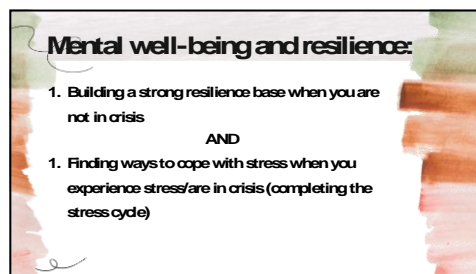 Mental well-being and resilience:
1. Building a strong resilience base when you are
not in crisis
AND
1. Finding ways to cope with stress when you
experience stress/are in crisis (completing the
stress cycle)